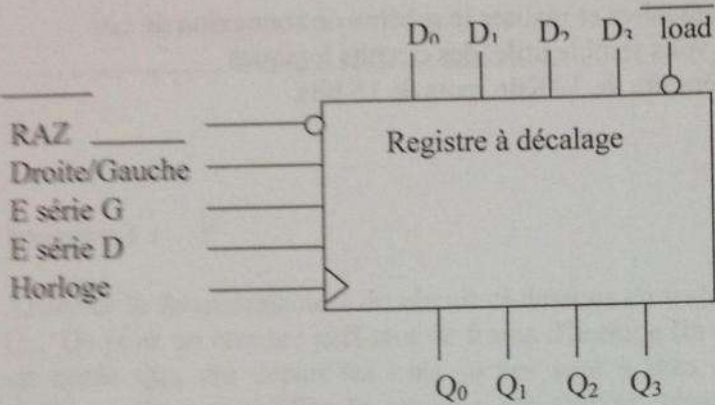 D₀ D₁ D₂ D₃ load
RAZ
Registre à décalage
Droite/Gauche
E série G
E série D
Horloge
Q₀ Q₁ Q₂ Q₃